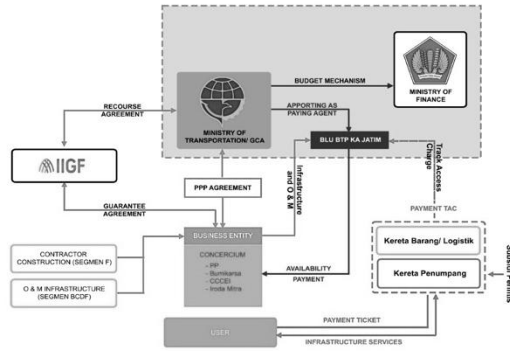 BUDGET MECHANISM
MINISTRY OF
FINANCE
RECOURSE
AGREEMENT
MINISTRY OF
TRANSPORTATION/ GCA
APPORTING AS
PAYING AGENT
BLU BTP KA JATIM
IIGF
PPP AGREEMENT
Infrastructure
and O & M
Track Access
Charge
GUARANTEE
AGREEMENT
PAYMENT TAC
BUSINESS ENTITY
CONCERCIUM
- PP
- Bumikarsa
- CCCEI
- Iroda Mitra
CONTRACTOR
CONSTRUCTION (SEGMEN F)
O & M INFRASTRUCTURE
(SEGMEN BCDF)
AVAILABILITY
PAYMENT
Kereta Barang/ Logistik
Kereta Penumpang
USER
PAYMENT TICKET
INFRASTRUCTURE SERVICES